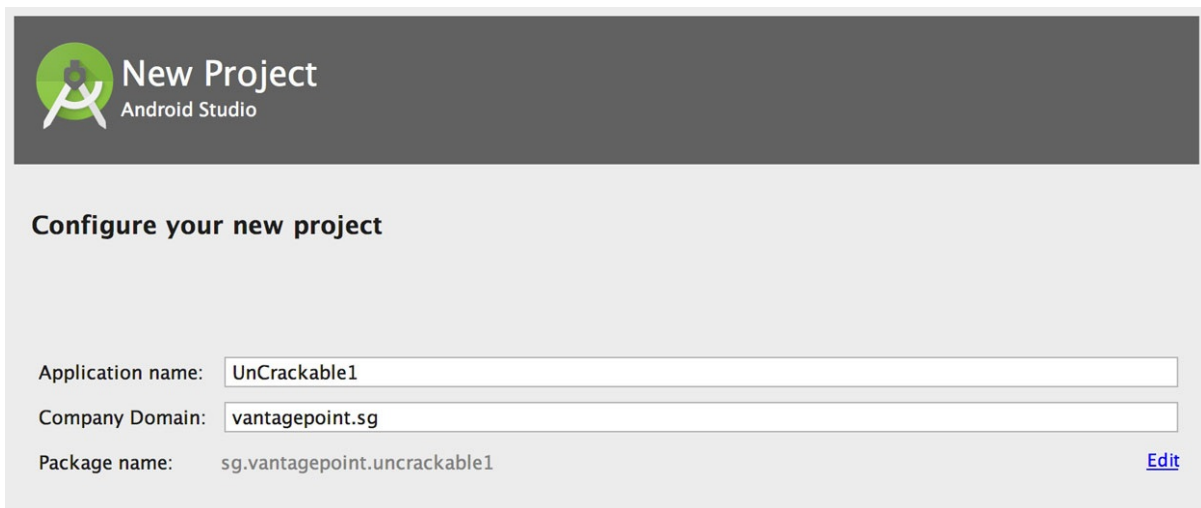 New Project
Android Studio
Configure your new project
Application name: UnCrackable1
Company Domain: vantagepoint.sg
Package name: sg.vantagepoint.uncrackable1 Edit